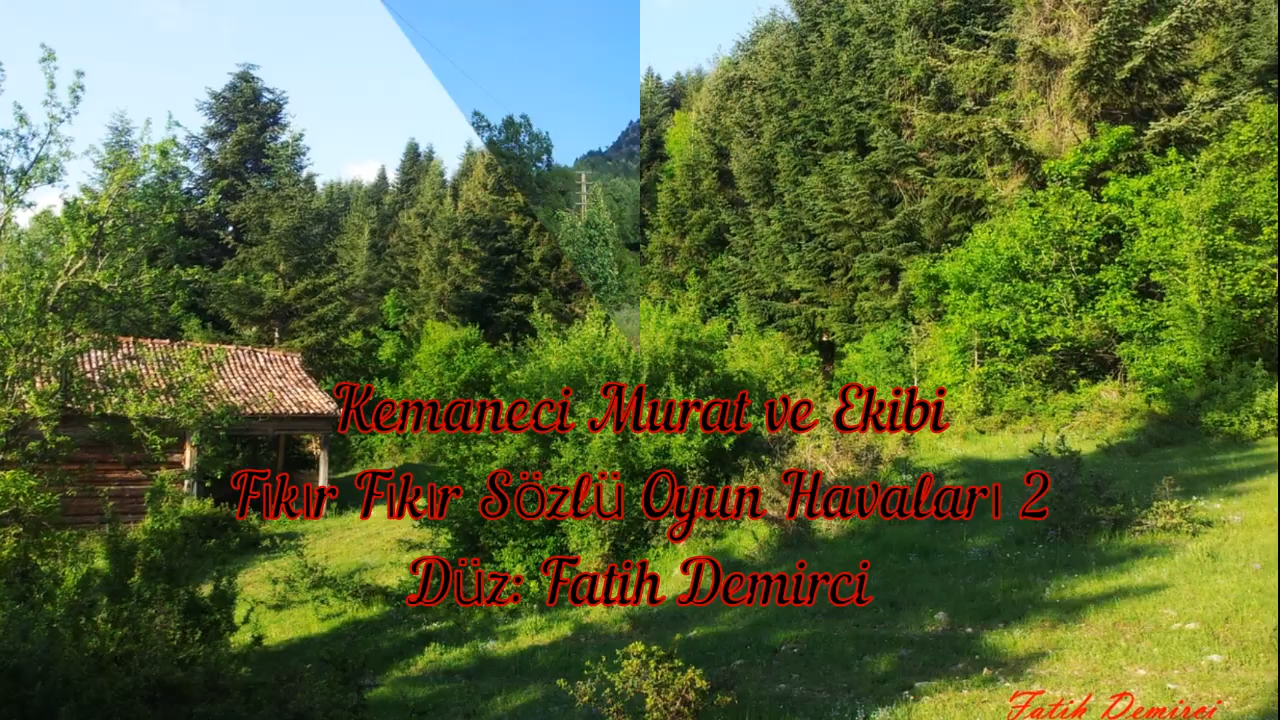 Kemaneci Murat ve Ekibi
Fıkır Fıkır Sözlü Oyun Havaları 2
Düz: Fatih Demirci
Fatih Demirci